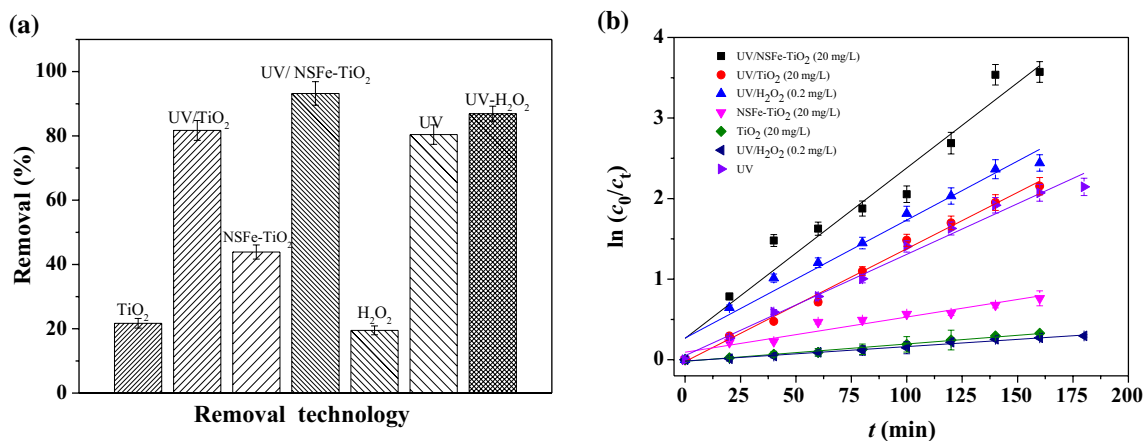 (a)
100
80
60
40
20
0
Removal (%)
TiO2
UV/TiO2
NSFe-TiO2
UV/ NSFe-TiO2
H2O2
UV
UV-H2O2
Removal technology
(b)
4
3
2
1
0
ln (c0/ct)
UV/NSFe-TiO2 (20 mg/L)
UV/TiO2 (20 mg/L)
UV/H2O2 (0.2 mg/L)
NSFe-TiO2 (20 mg/L)
TiO2 (20 mg/L)
UV/H2O2 (0.2 mg/L)
UV
0 25 50 75 100 125 150 175 200
t (min)